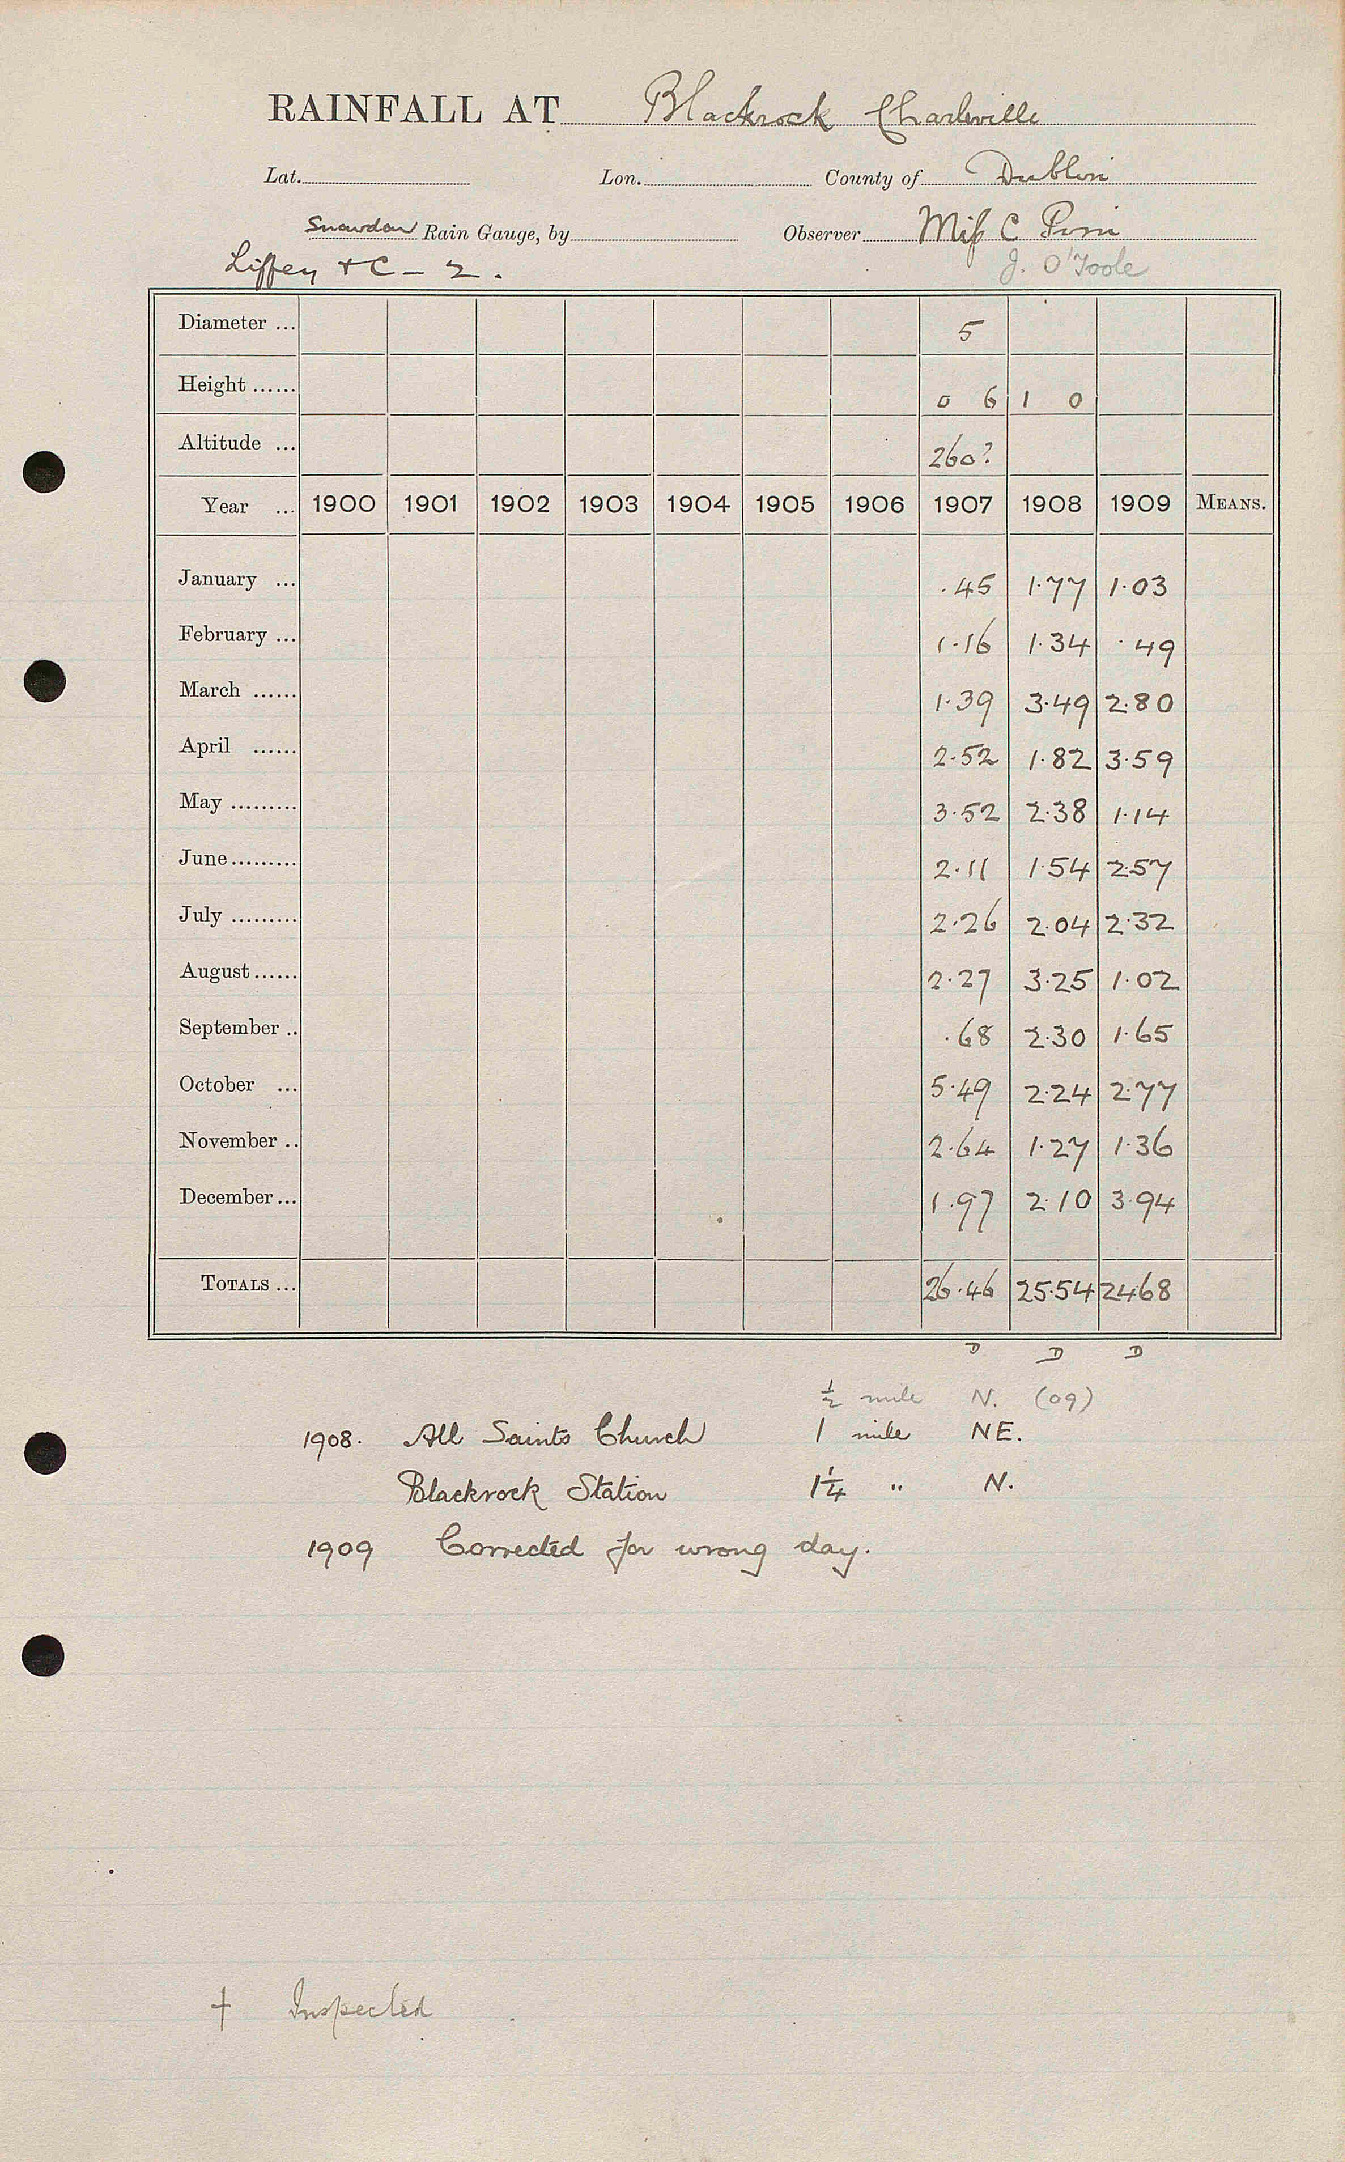 RAINFALL AT Blackrock Charleville
Lat. Lon. County of Dublin
Snowdon Rain Gauge, by Observer Miss C Pim
Liffey + C - 2. J. O'Toole
Diameter ... 5
Height ...... 0 6 1 0
Altitude ... 260?
Year ... 1900 1901 1902 1903 1904 1905 1906 1907 1908 1909 MEANS.
January ... .45 1.77 1.03
February ... 1.16 1.34 .49
March ...... 1.39 3.49 2.80
April ...... 2.52 1.82 3.59
May ......... 3.52 2.38 1.14
June......... 2.11 1.54 2.57
July ......... 2.26 2.04 2.32
August ...... 2.27 3.25 1.02
September .. .68 2.30 1.65
October ... 5.49 2.24 2.77
November .. 2.64 1.27 1.36
December ... 1.97 2.10 3.94
TOTALS ... 26.46 25.54 24.68
D D D
½ mile N. (09)
1908. All Saints Church 1 mile NE.
Blackrock Station 1¼ " N.
1909 Corrected for wrong day.
† Inspected